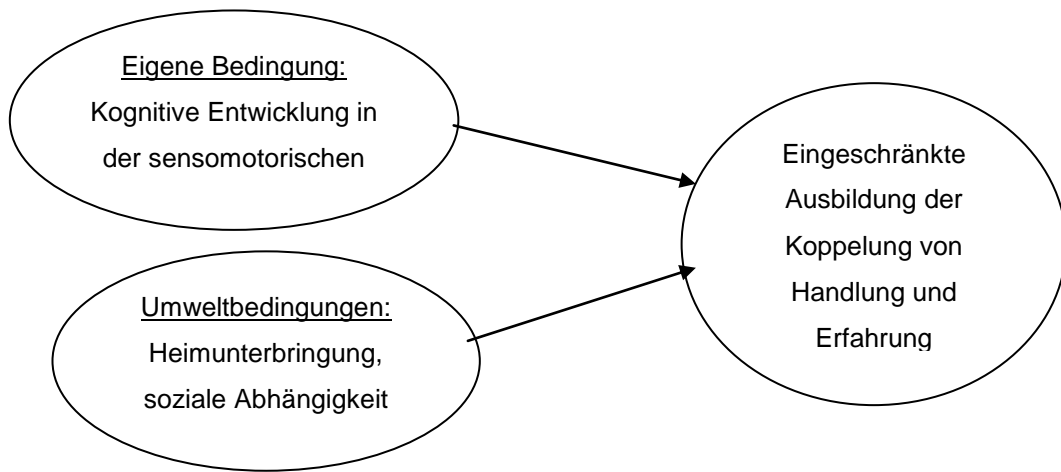 Eigene Bedingung:
Kognitive Entwicklung in
der sensomotorischen
Umweltbedingungen:
Heimunterbringung,
soziale Abhängigkeit
Eingeschränkte
Ausbildung der
Koppelung von
Handlung und
Erfahrung